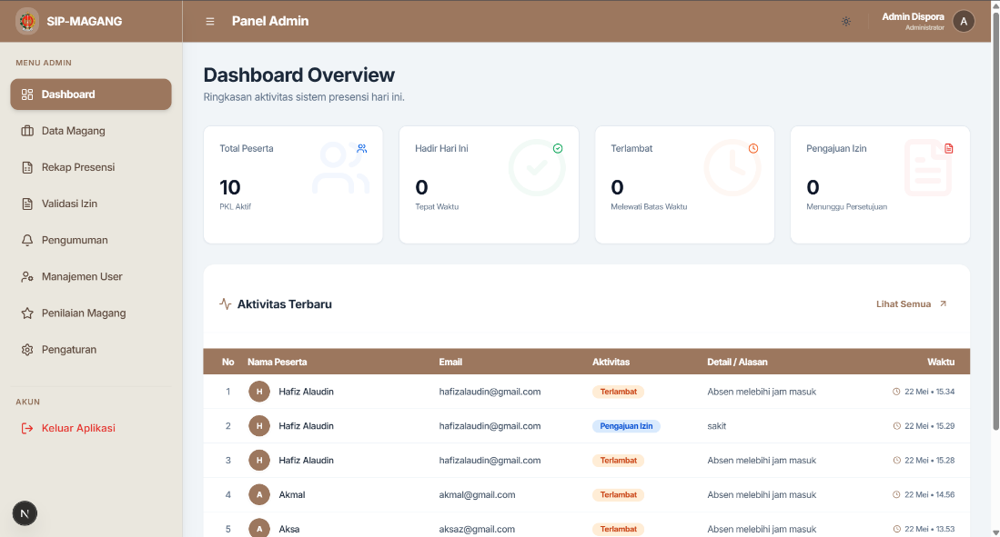 SIP-MAGANG
Panel Admin
Admin Dispora
Administrator
A
MENU ADMIN
Dashboard
Data Magang
Rekap Presensi
Validasi Izin
Pengumuman
Manajemen User
Penilaian Magang
Pengaturan
AKUN
Keluar Aplikasi
N
Dashboard Overview
Ringkasan aktivitas sistem presensi hari ini.
Total Peserta
10
PKL Aktif
Hadir Hari Ini
0
Tepat Waktu
Terlambat
0
Melewati Batas Waktu
Pengajuan Izin
0
Menunggu Persetujuan
Aktivitas Terbaru
Lihat Semua
No Nama Peserta Email Aktivitas Detail / Alasan Waktu
1 H Hafiz Alaudin hafizalaudin@gmail.com Terlambat Absen melebihi jam masuk 22 Mei • 15.34
2 H Hafiz Alaudin hafizalaudin@gmail.com Pengajuan Izin sakit 22 Mei • 15.29
3 H Hafiz Alaudin hafizalaudin@gmail.com Terlambat Absen melebihi jam masuk 22 Mei • 15.28
4 A Akmal akmal@gmail.com Terlambat Absen melebihi jam masuk 22 Mei • 14.56
5 A Aksa aksaz@gmail.com Terlambat Absen melebihi jam masuk 22 Mei • 13.53